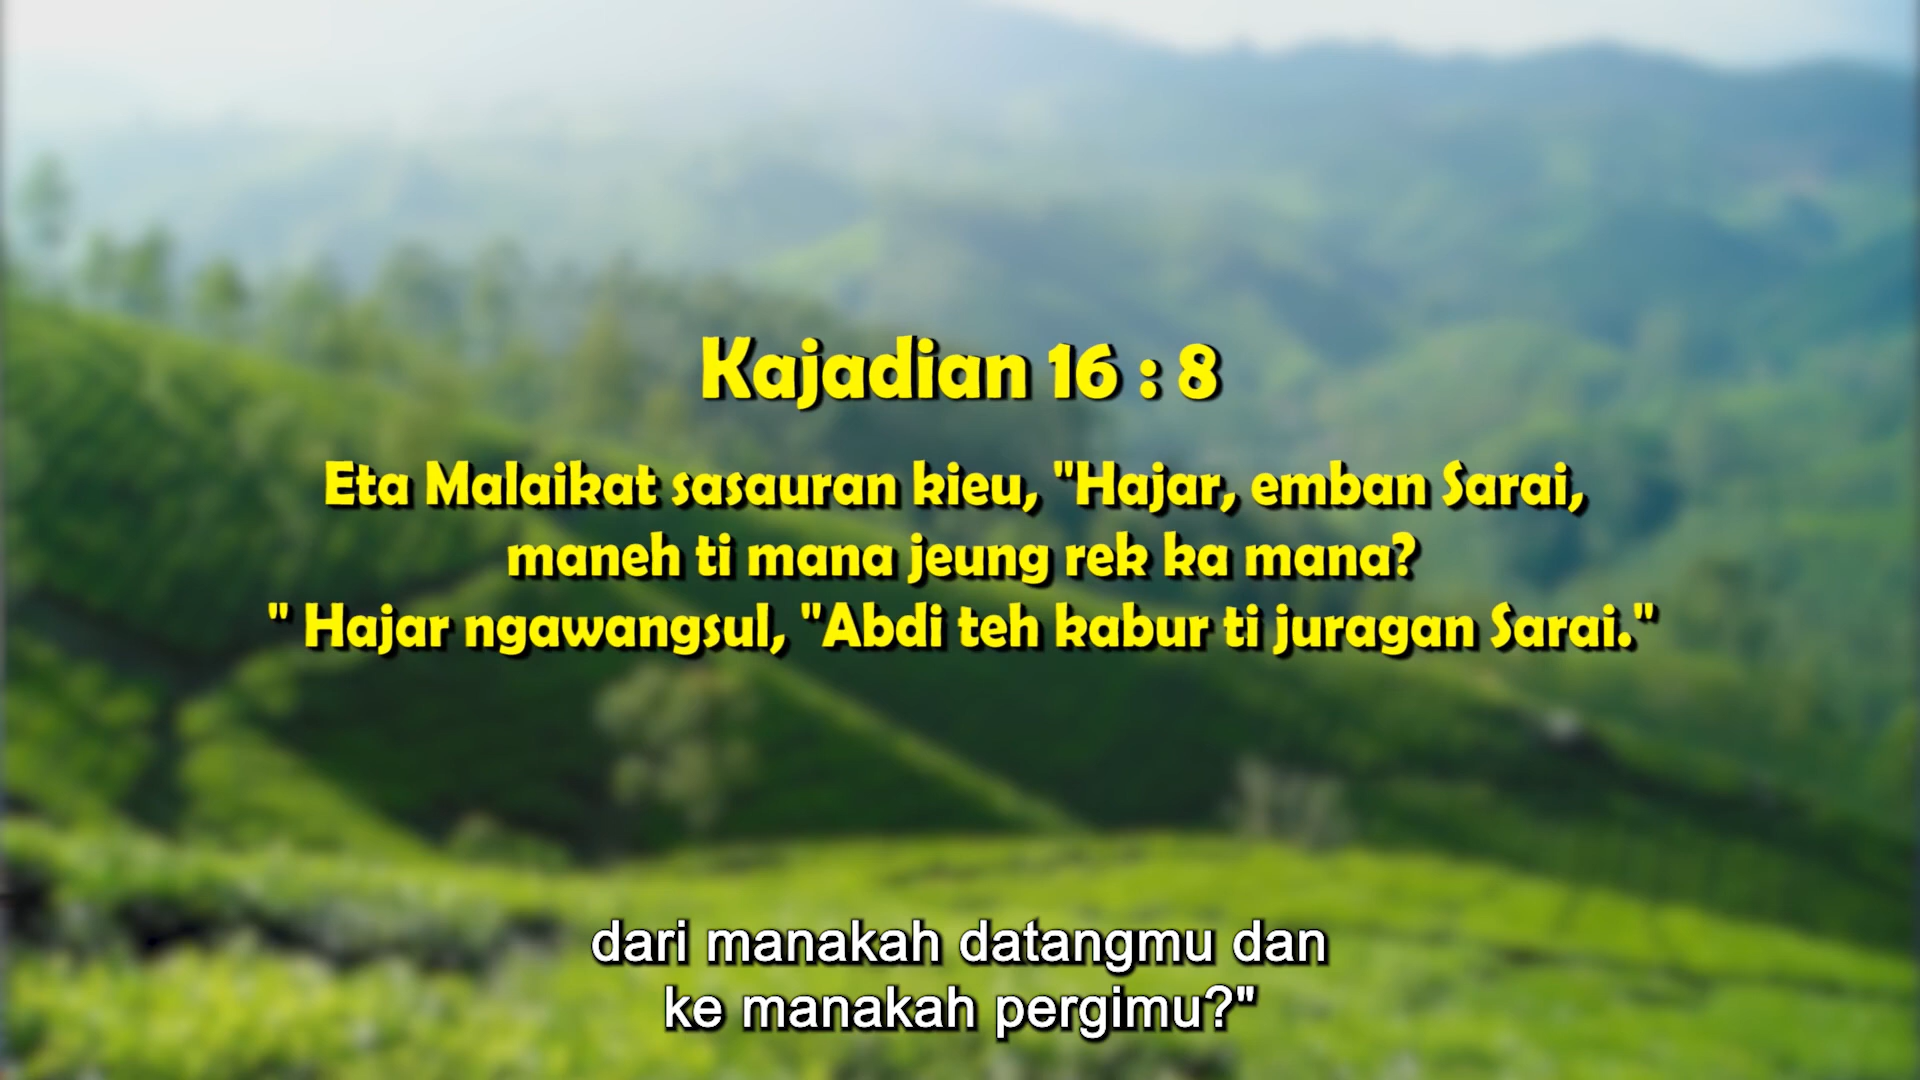 Kajadian 16 : 8
Eta Malaikat sasauran kieu, "Hajar, emban Sarai,
maneh ti mana jeung rek ka mana?
" Hajar ngawangsul, "Abdi teh kabur ti juragan Sarai."
dari manakah datangmu dan
ke manakah pergimu?"